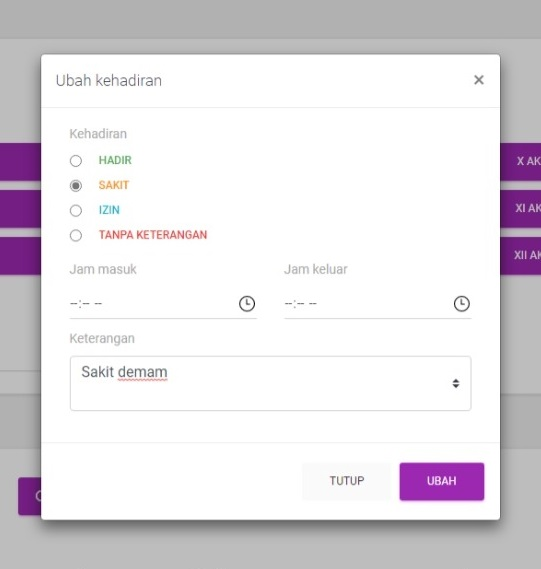 Ubah kehadiran ×
Kehadiran
HADIR
SAKIT
IZIN
TANPA KETERANGAN
Jam masuk Jam keluar
--:-- -- --:-- --
Keterangan
Sakit demam
TUTUP UBAH
X AK
XI AK
XII AK